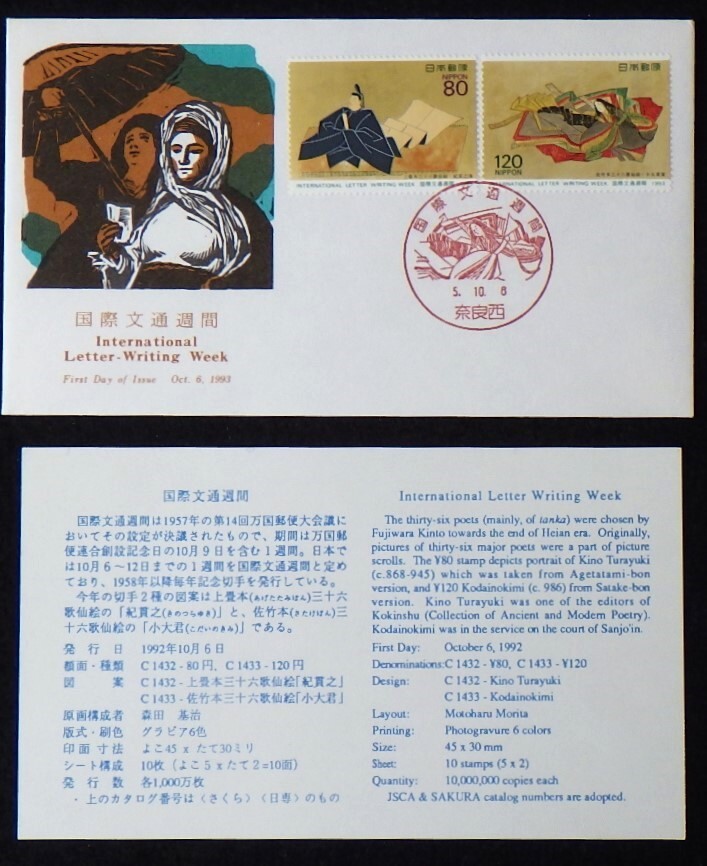 日本郵便
NIPPON
80
INTERNATIONAL LETTER WRITING WEEK 国際文通週間
日本郵便
120
NIPPON
INTERNATIONAL LETTER WRITING WEEK 国際文通週間 1993
国際文通週間
5. 10. 6
奈良西
国際文通週間
International
Letter-Writing Week
First Day of Issue Oct. 6, 1993
国際文通週間
国際文通週間は1957年の第14回万国郵便大会議に
おいてその設定が決議されたもので、期間は万国郵
便連合創設記念日の10月9日を含む1週間。日本で
は10月6〜12日までの1週間を国際文通週間と定め
ており、1958年以降毎年記念切手を発行している。
今年の切手2種の図案は上畳本(あげだたみほん)三十六
歌仙絵の「紀貫之(きのつらゆき)」と、佐竹本(さたけほん)三
十六歌仙絵の「小大君(こだいのきみ)」である。
発行日 1992年10月6日
額面・種類 C1432-80円、C1433-120円
図案 C1432-上畳本三十六歌仙絵「紀貫之」
C1433-佐竹本三十六歌仙絵「小大君」
原画構成者 森田 基治
版式・刷色 グラビア6色
印面寸法 よこ45 x たて30ミリ
シート構成 10枚(よこ5 x たて2=10面)
発行数 各1,000万枚
・上のカタログ番号は〈さくら〉〈日専〉のもの
International Letter Writing Week
The thirty-six poets (mainly, of tanka) were chosen by
Fujiwara Kinto towards the end of Heian era. Originally,
pictures of thirty-six major poets were a part of picture
scrolls. The ¥80 stamp depicts portrait of Kino Turayuki
(c.868-945) which was taken from Agetatami-bon
version, and ¥120 Kodainokimi (c. 986) from Satake-bon
version. Kino Turayuki was one of the editors of
Kokinshu (Collection of Ancient and Modern Poetry).
Kodainokimi was in the service on the court of Sanjo'in.
First Day: October 6, 1992
Denominations: C 1432 - ¥80, C 1433 - ¥120
Design: C 1432 - Kino Turayuki
C 1433 - Kodainokimi
Layout: Motoharu Morita
Printing: Photogravure 6 colors
Size: 45 x 30 mm
Sheet: 10 stamps (5 x 2)
Quantity: 10,000,000 copies each
JSCA & SAKURA catalog numbers are adopted.